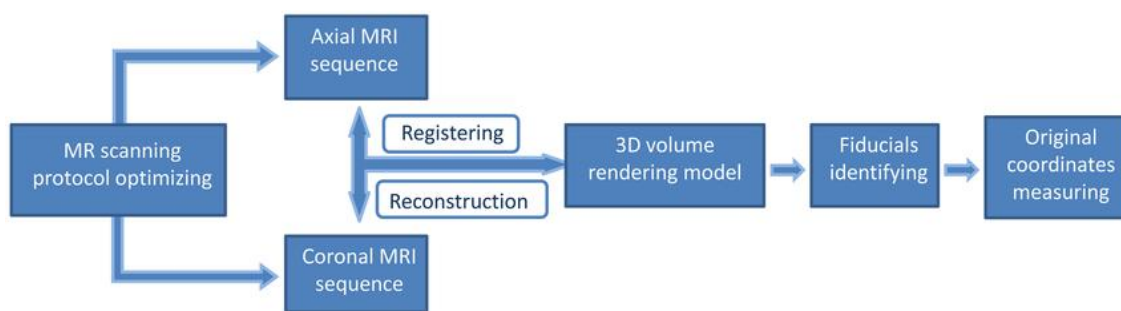 Axial MRI
sequence
MR scanning
protocol optimizing
Registering
Reconstruction
3D volume
rendering model
Fiducials
identifying
Original
coordinates
measuring
Coronal MRI
sequence